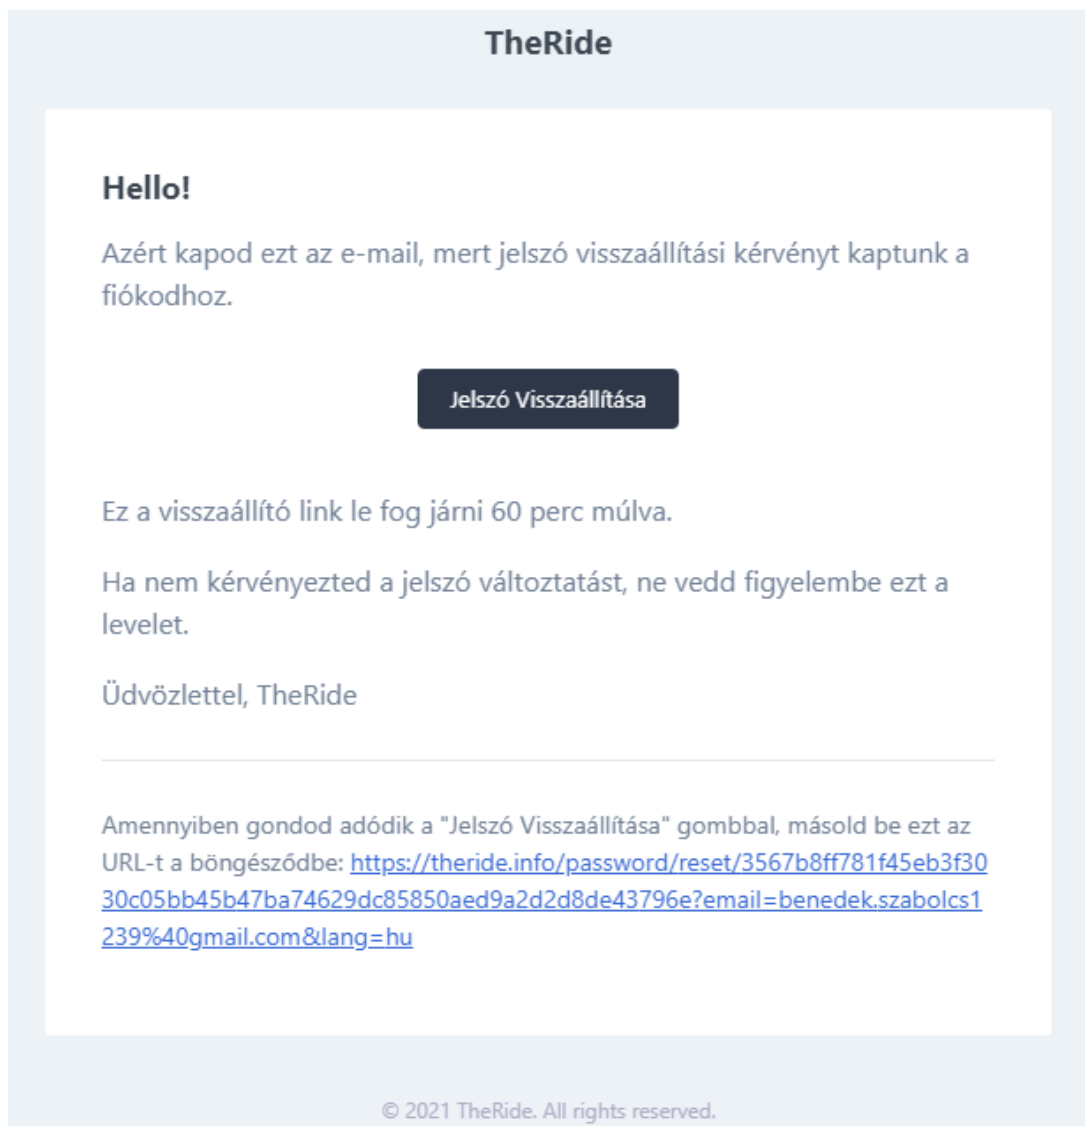 TheRide
Hello!
Azért kapod ezt az e-mail, mert jelszó visszaállítási kérvényt kaptunk a
fiókodhoz.
Jelszó Visszaállítása
Ez a visszaállító link le fog járni 60 perc múlva.
Ha nem kérvényezted a jelszó változtatást, ne vedd figyelembe ezt a
levelet.
Üdvözlettel, TheRide
Amennyiben gondod adódik a "Jelszó Visszaállítása" gombbal, másold be ezt az
URL-t a böngésződbe: https://theride.info/password/reset/3567b8ff781f45eb3f30
30c05bb45b47ba74629dc85850aed9a2d2d8de43796e?email=benedek.szabolcs1
239%40gmail.com&lang=hu
© 2021 TheRide. All rights reserved.